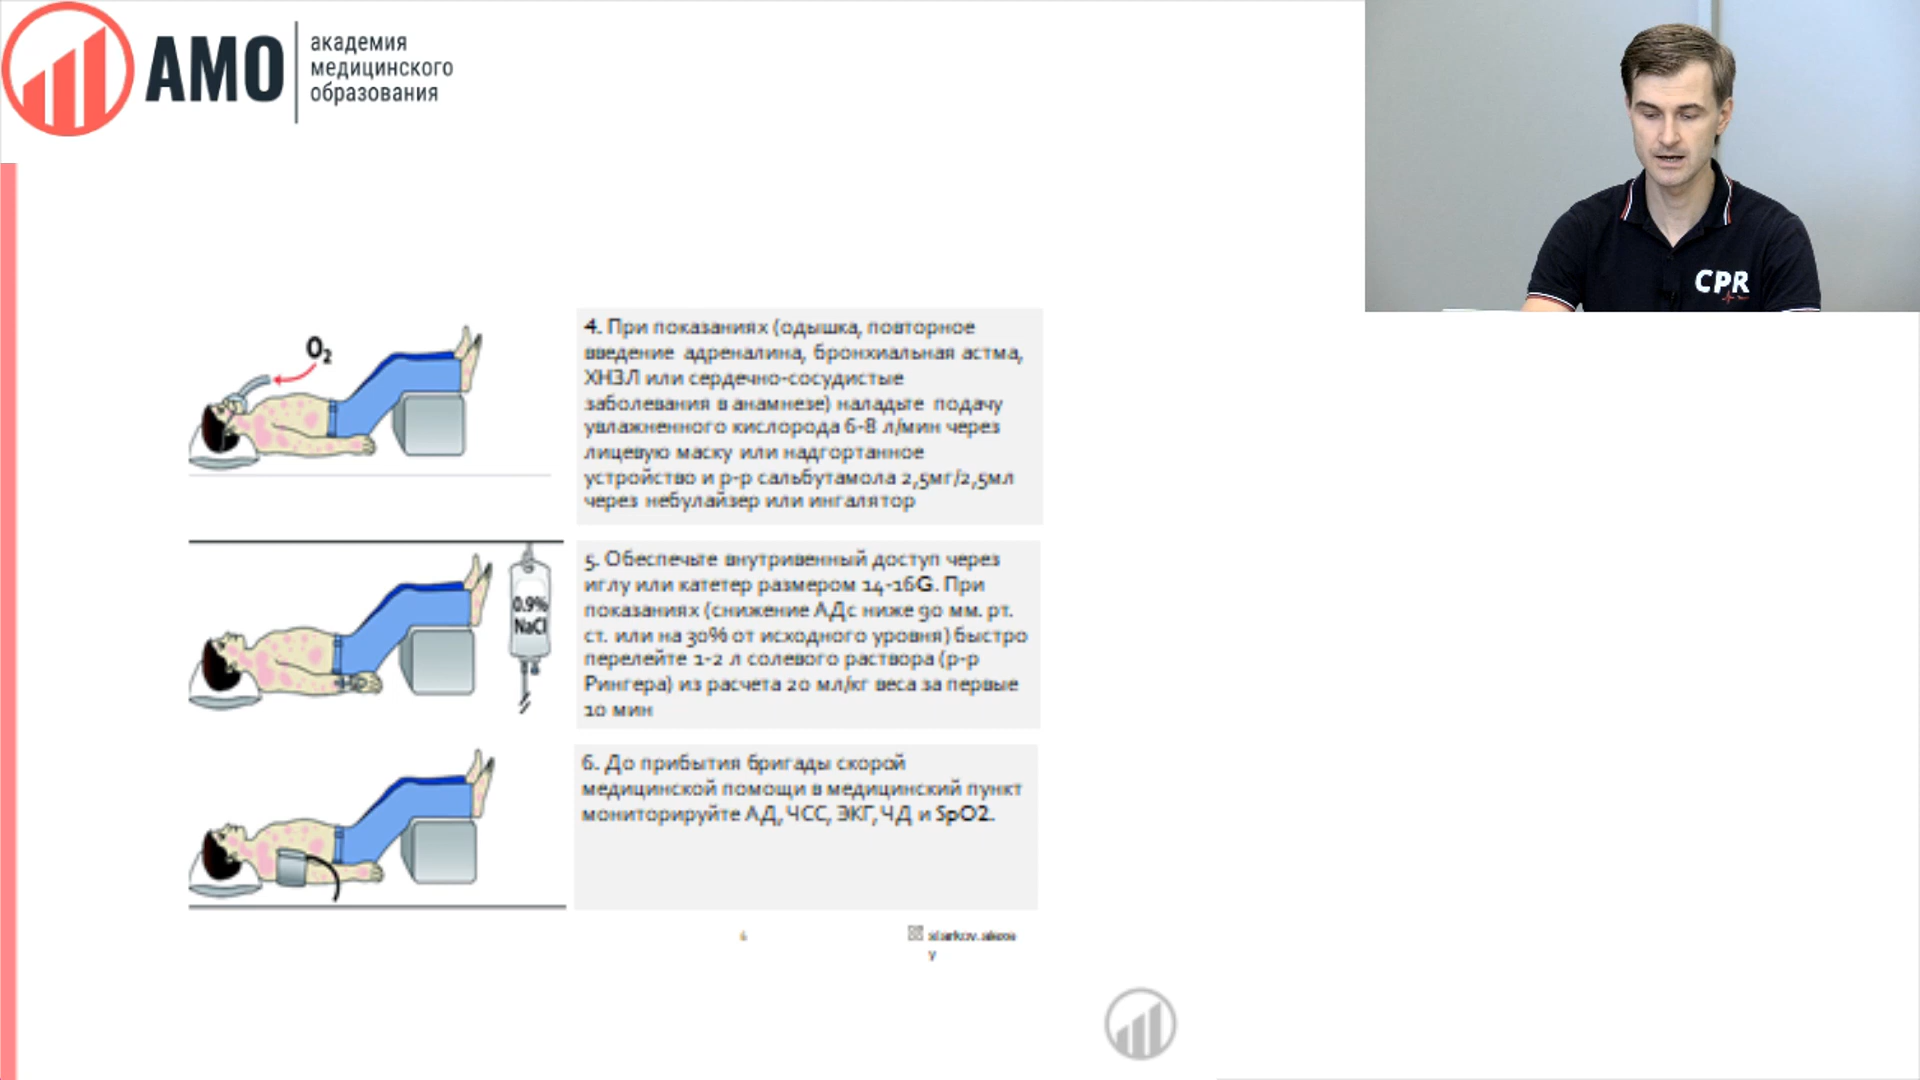 АМО
академия
медицинского
образования
CPR
O₂
4. При показаниях (одышка, повторное
введение адреналина, бронхиальная астма,
ХНЗЛ или сердечно-сосудистые
заболевания в анамнезе) наладьте подачу
увлажненного кислорода 6-8 л/мин через
лицевую маску или надгортанное
устройство и р-р сальбутамола 2,5мг/2,5мл
через небулайзер или ингалятор
0.9%
NaCl
5. Обеспечьте внутривенный доступ через
иглу или катетер размером 14-16G. При
показаниях (снижение АДс ниже 90 мм. рт.
ст. или на 30% от исходного уровня) быстро
перелейте 1-2 л солевого раствора (р-р
Рингера) из расчета 20 мл/кг веса за первые
10 мин
6. До прибытия бригады скорой
медицинской помощи в медицинский пункт
мониторируйте АД, ЧСС, ЭКГ, ЧД и SpO2.